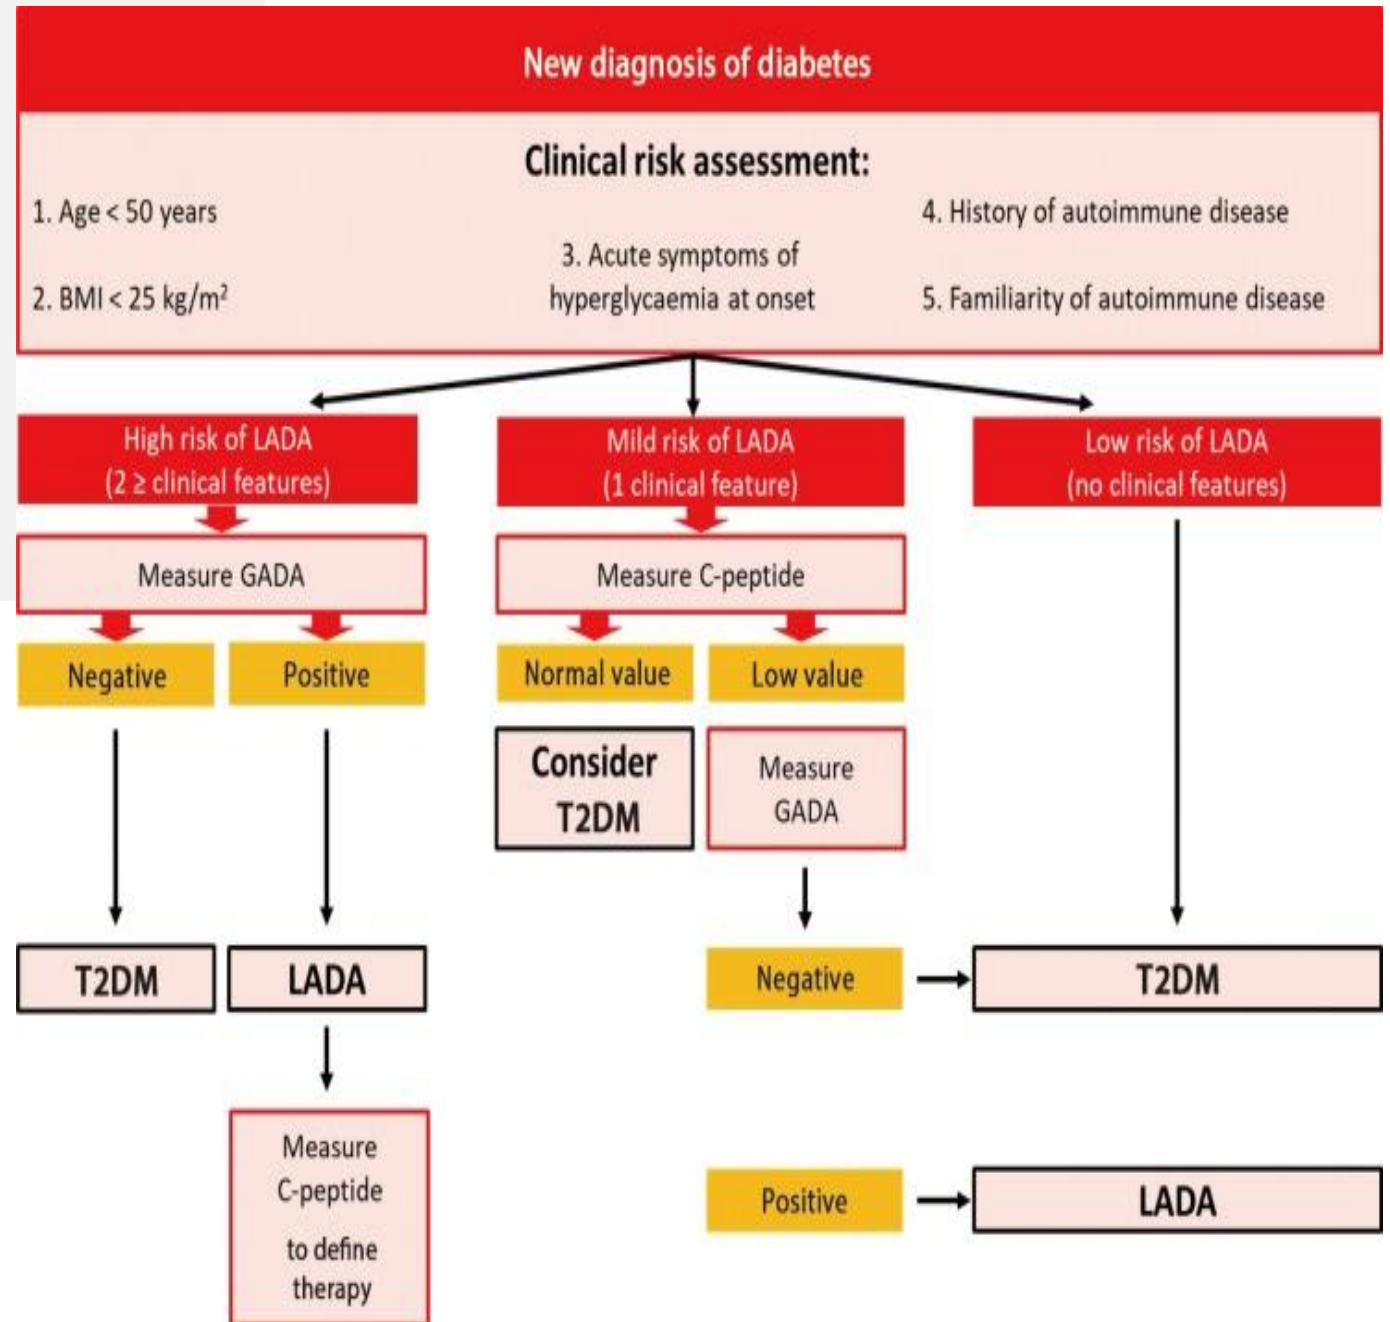 New diagnosis of diabetes
Clinical risk assessment:
1. Age < 50 years
2. BMI < 25 kg/m²
3. Acute symptoms of
hyperglycaemia at onset
4. History of autoimmune disease
5. Familiarity of autoimmune disease
High risk of LADA
(2 ≥ clinical features)
Mild risk of LADA
(1 clinical feature)
Low risk of LADA
(no clinical features)
Measure GADA
Measure C-peptide
Negative
Positive
Normal value
Low value
Consider
T2DM
Measure
GADA
T2DM
LADA
Negative
T2DM
Measure
C-peptide
to define
therapy
Positive
LADA